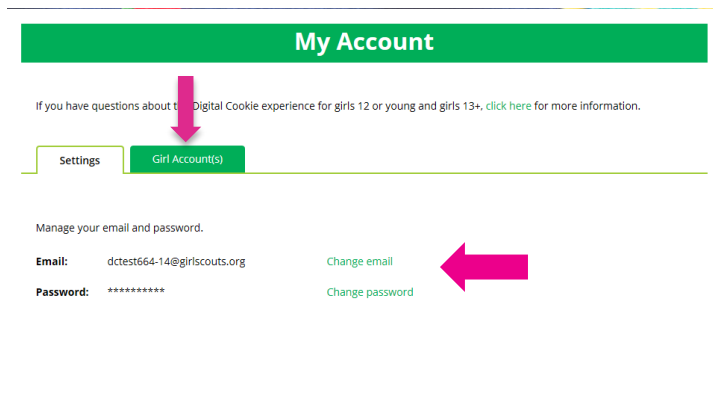 My Account
If you have questions about t Digital Cookie experience for girls 12 or young and girls 13+, click here for more information.
Settings
Girl Account(s)
Manage your email and password.
Email: dctest664-14@girlscouts.org Change email
Password: ********** Change password